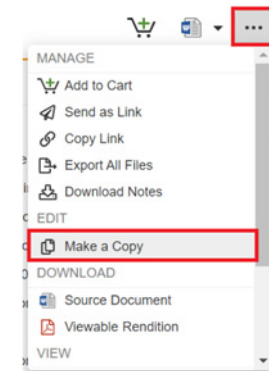 MANAGE
Add to Cart
Send as Link
Copy Link
Export All Files
Download Notes
EDIT
Make a Copy
DOWNLOAD
Source Document
Viewable Rendition
VIEW